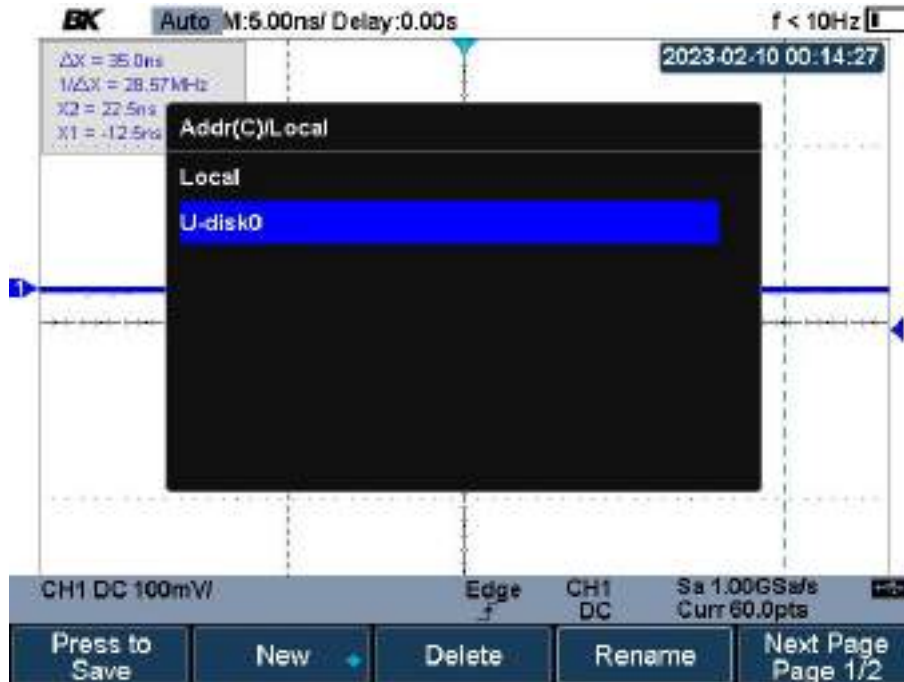 BK Auto M:5.00ns/ Delay:0.00s f < 10Hz
2023-02-10 00:14:27
ΔX = 35.0ns
1/ΔX = 28.57MHz
X2 = 22.5ns
X1 = -12.5ns
Addr(C)/Local
Local
U-disk0
1
CH1 DC 100mV/ Edge CH1 DC Sa 1.00GSa/s Curr 60.0pts
Press to Save
New
Delete
Rename
Next Page
Page 1/2